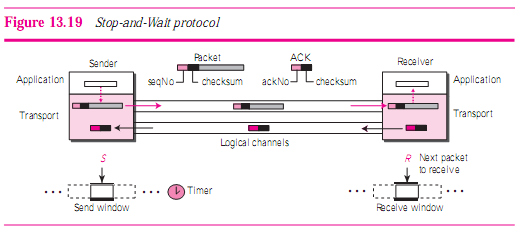 Figure 13.19 Stop-and-Wait protocol
Sender
Packet
ACK
Receiver
Application
seqNo
checksum
ackNo
checksum
Application
Transport
Transport
Logical channels
S
R Next packet
to receive
Timer
Send window
Receive window